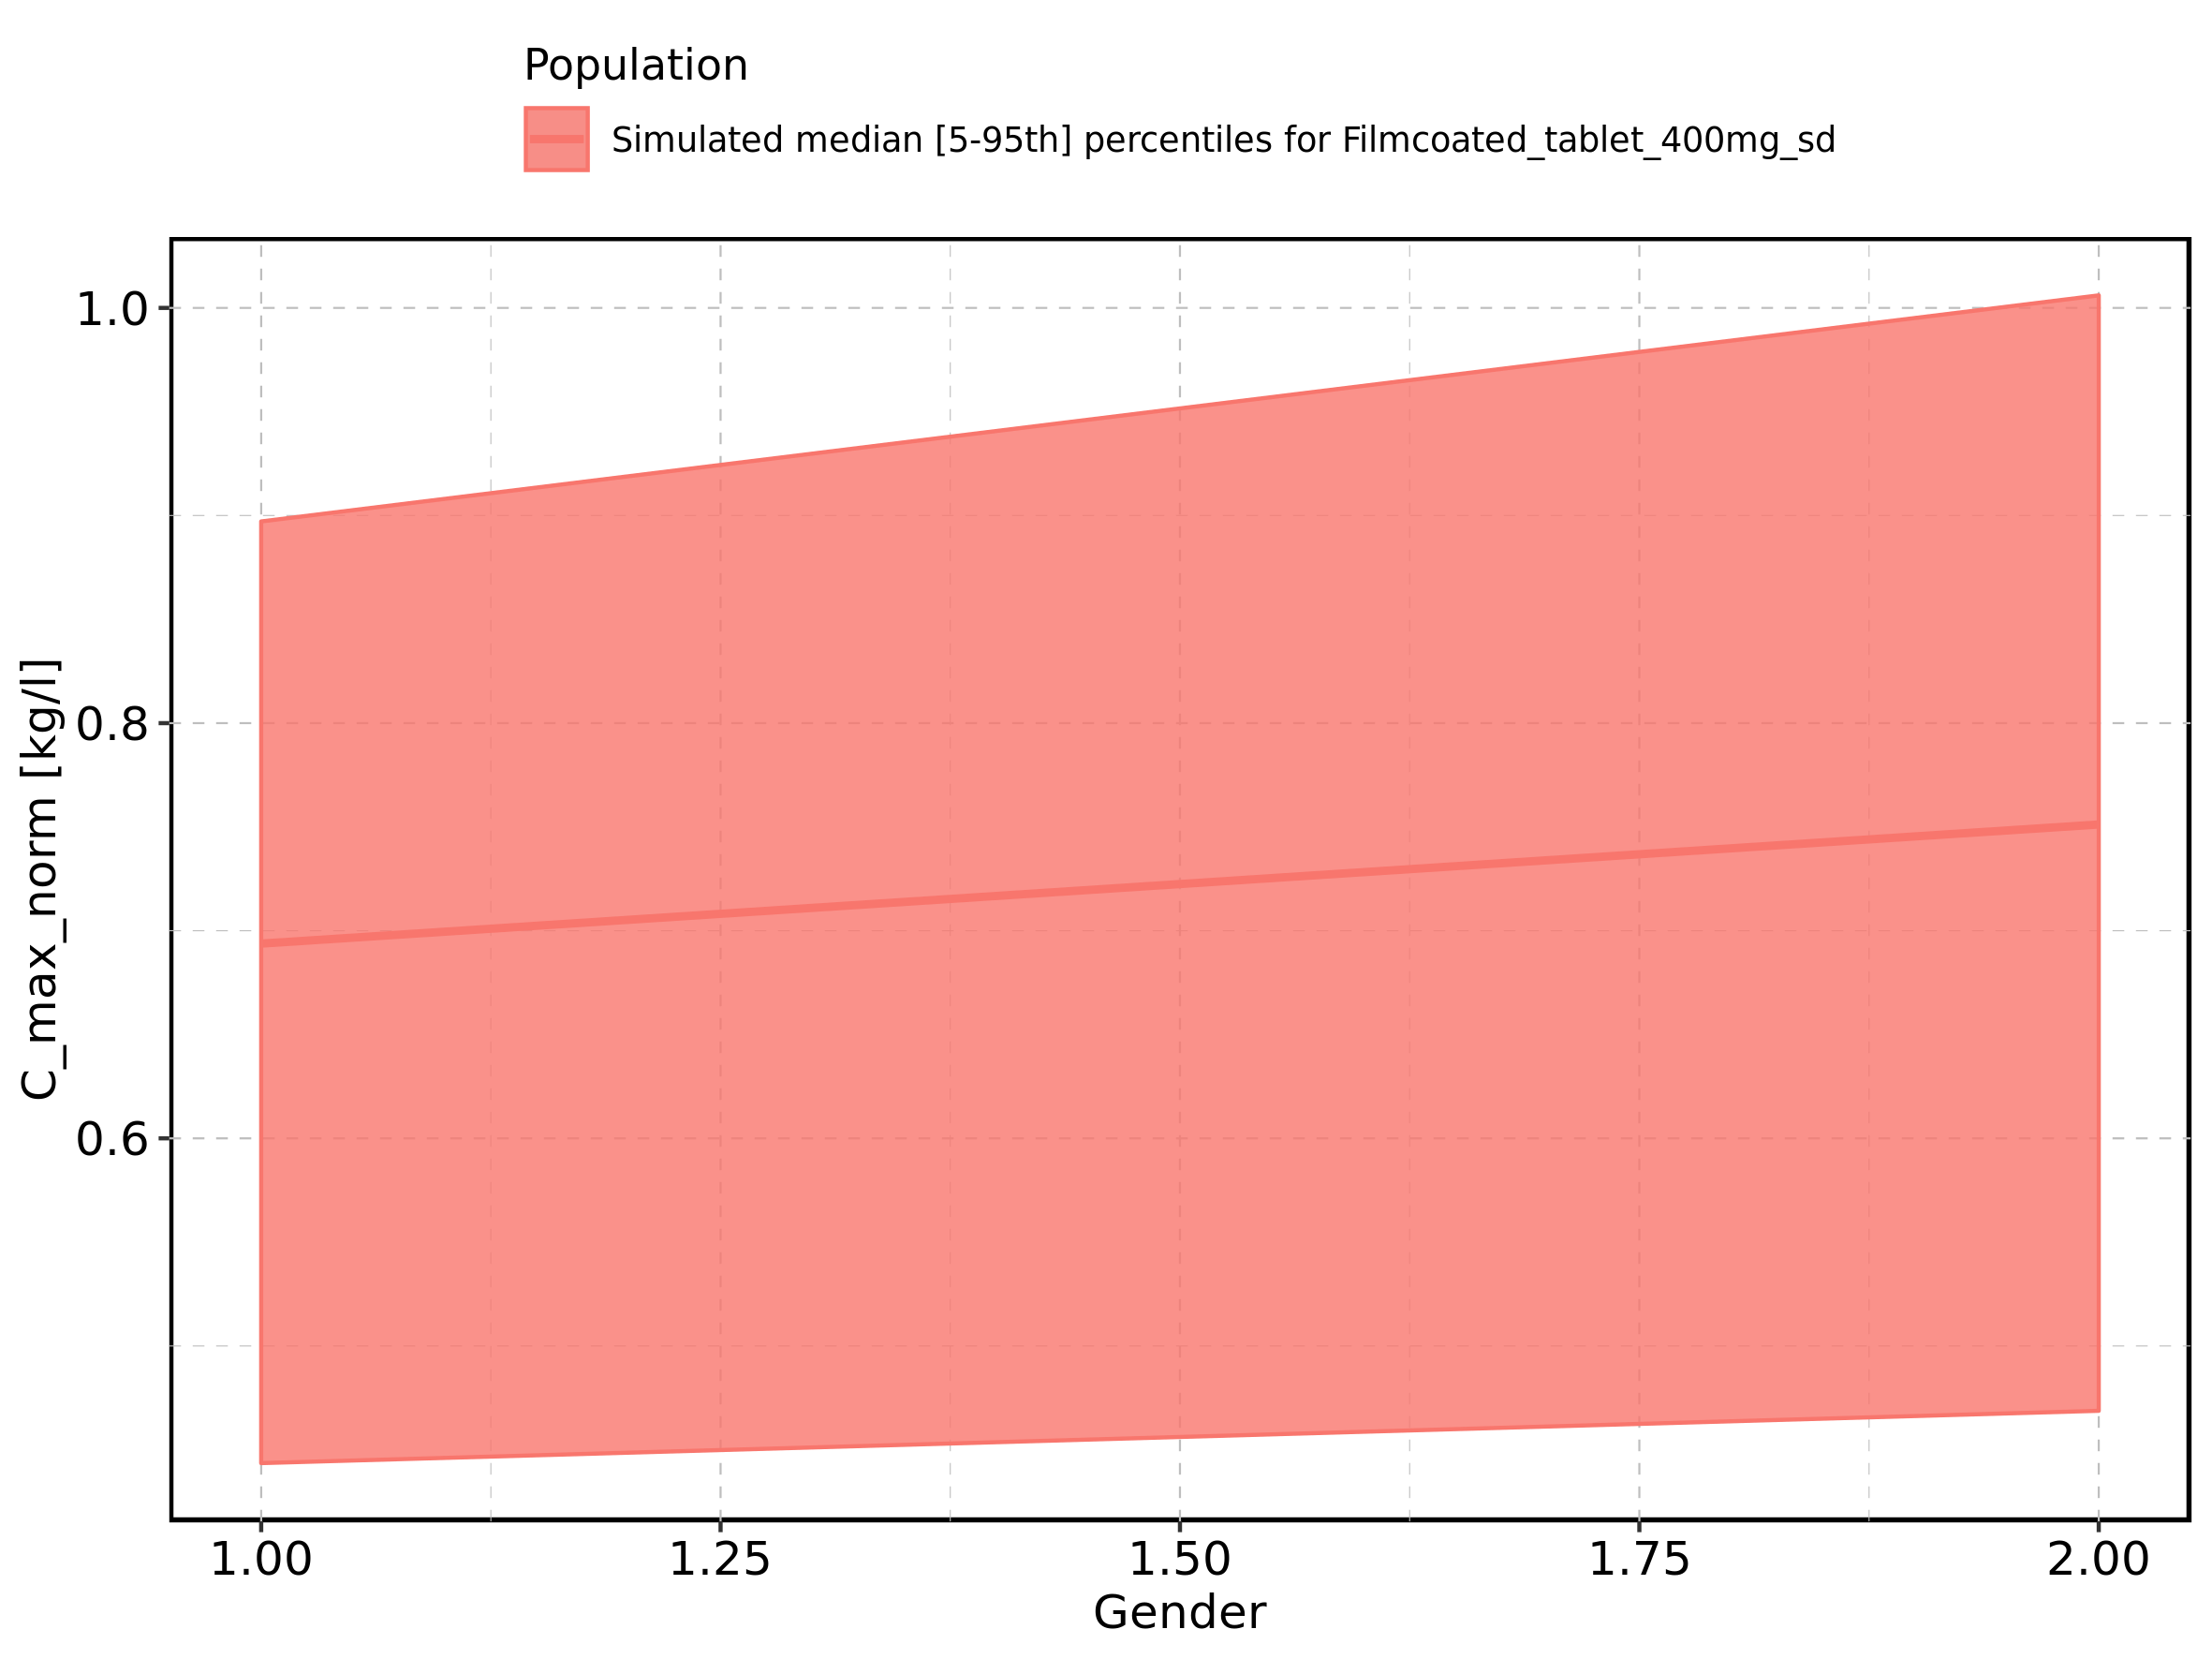 Population
Simulated median [5-95th] percentiles for Filmcoated_tablet_400mg_sd
C_max_norm [kg/l]
1.0
0.8
0.6
1.00 1.25 1.50 1.75 2.00
Gender